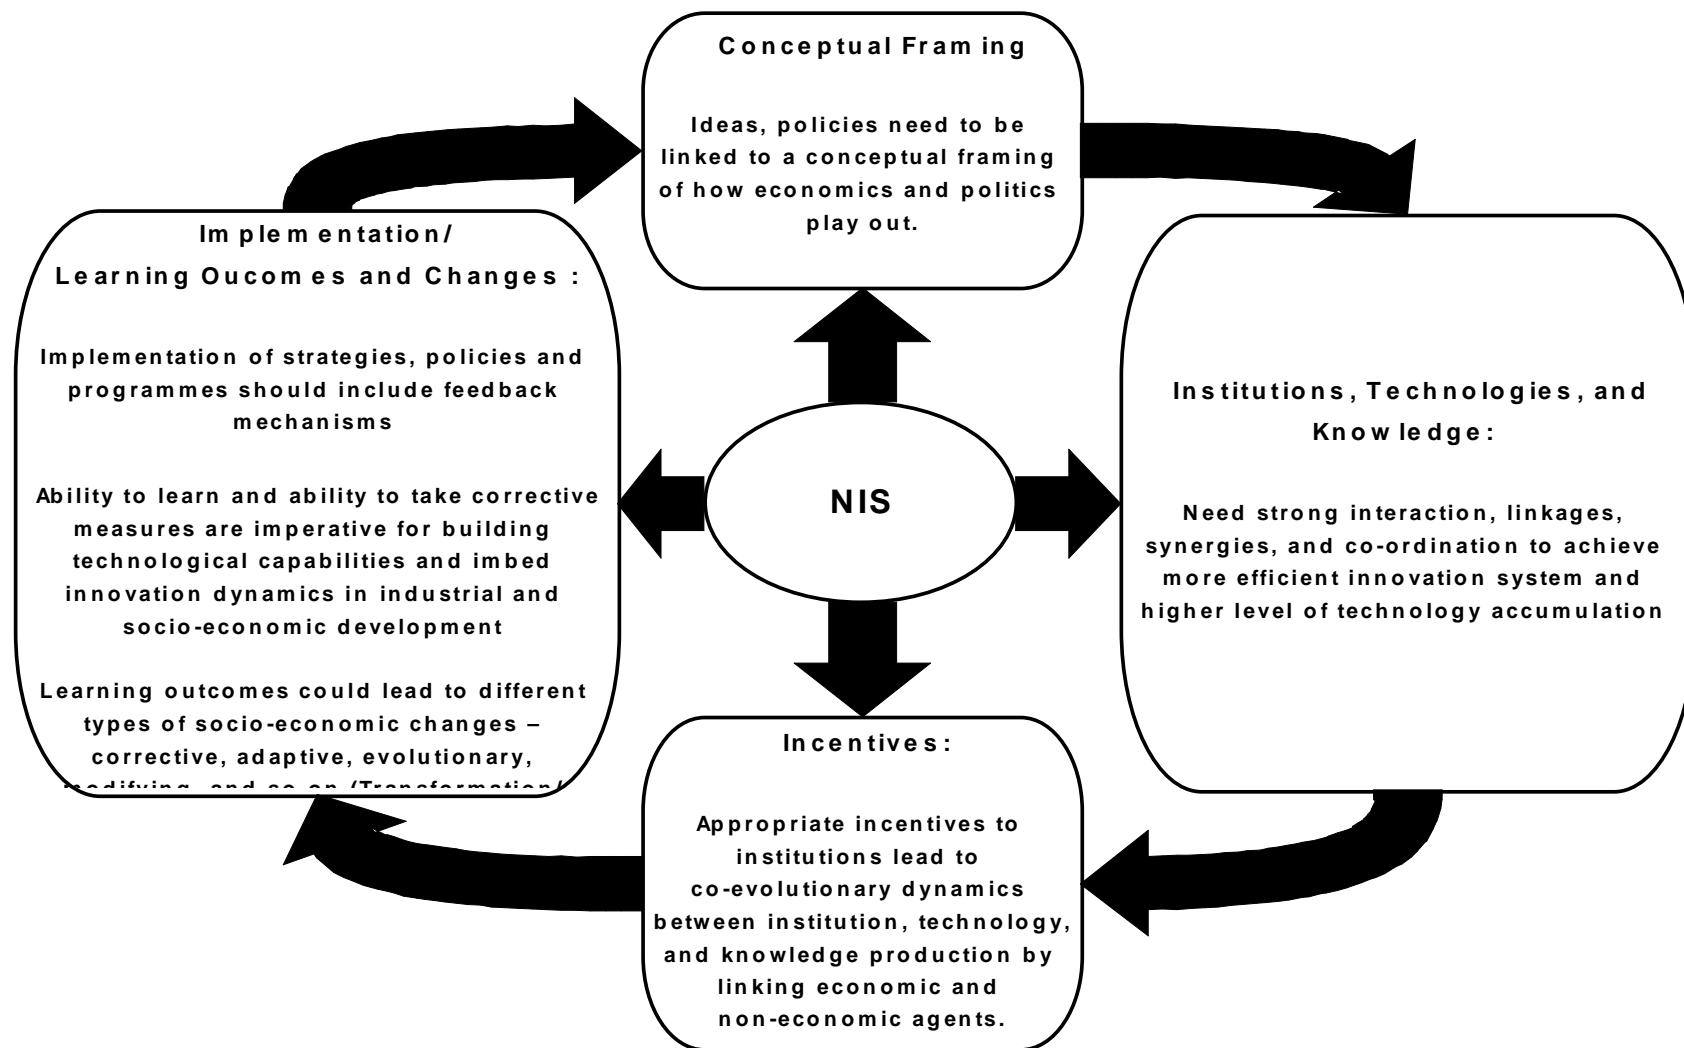 Conceptual Framing
Ideas, policies need to be
linked to a conceptual framing
of how economics and politics
play out.
Implementation/
Learning Oucomes and Changes :
Implementation of strategies, policies and
programmes should include feedback
mechanisms
Ability to learn and ability to take corrective
measures are imperative for building
technological capabilities and imbed
innovation dynamics in industrial and
socio-economic development
Learning outcomes could lead to different
types of socio-economic changes –
corrective, adaptive, evolutionary,
modifying, and so on (Transformation/
NIS
Institutions, Technologies, and
Knowledge:
Need strong interaction, linkages,
synergies, and co-ordination to achieve
more efficient innovation system and
higher level of technology accumulation
Incentives:
Appropriate incentives to
institutions lead to
co-evolutionary dynamics
between institution, technology,
and knowledge production by
linking economic and
non-economic agents.